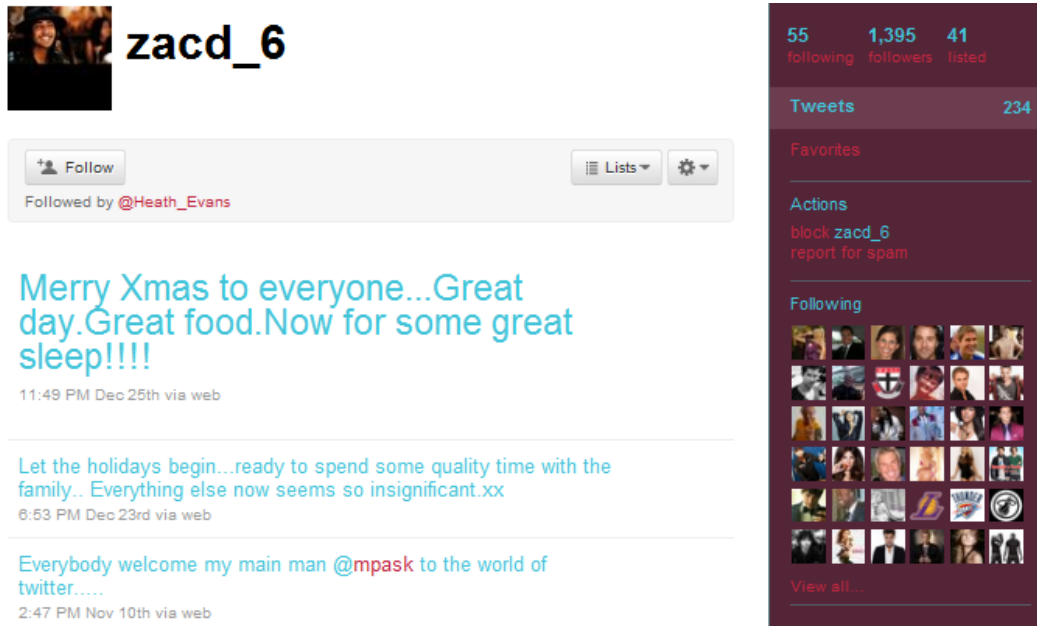 zacd_6
Follow
Lists
Followed by @Heath_Evans
Merry Xmas to everyone...Great
day.Great food.Now for some great
sleep!!!!
11:49 PM Dec 25th via web
Let the holidays begin...ready to spend some quality time with the
family.. Everything else now seems so insignificant.xx
6:53 PM Dec 23rd via web
Everybody welcome my main man @mpask to the world of
twitter.....
2:47 PM Nov 10th via web
55 1,395 41
following followers listed
Tweets 234
Favorites
Actions
block zacd_6
report for spam
Following
THUNDER
View all...